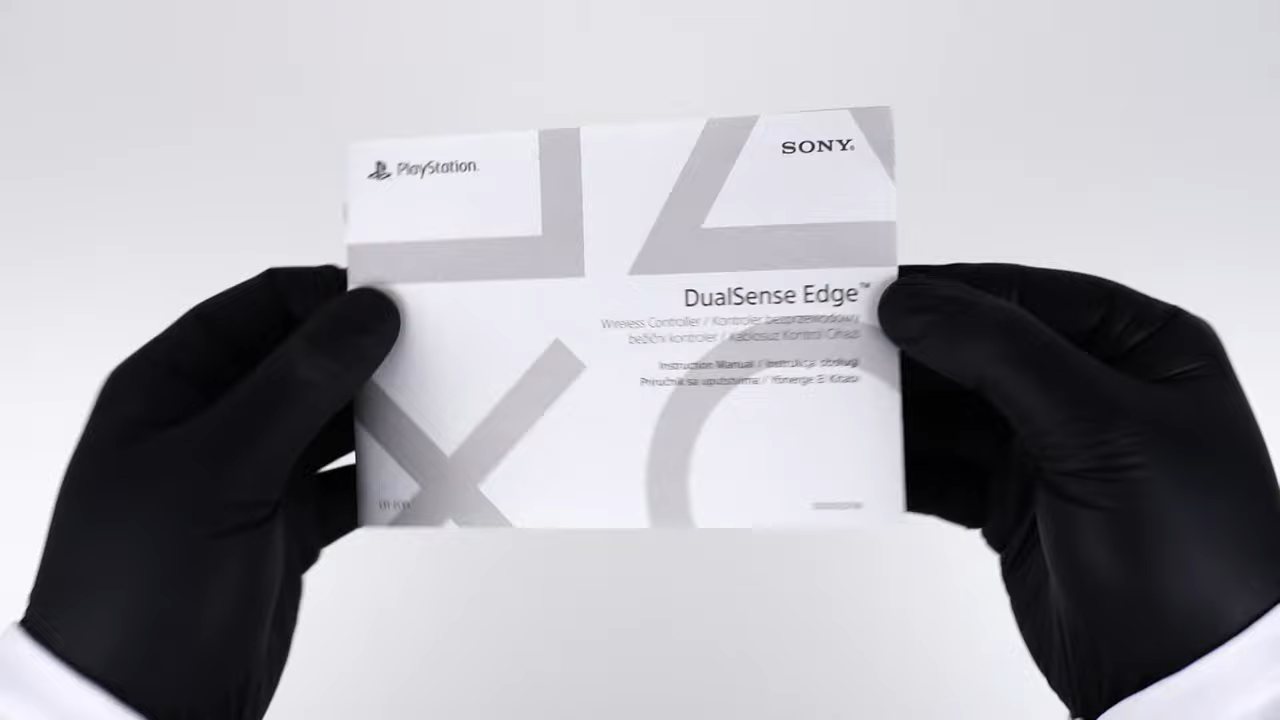 PlayStation.
SONY®
DualSense Edge™
Wireless Controller / Kontroler bezprzewodowy
bežični kontroler / Kablosuz Kontrol Cihazı
Instruction Manual / Instrukcja obsługi
Priručnik sa uputstvima / Yönerge El Kitabı